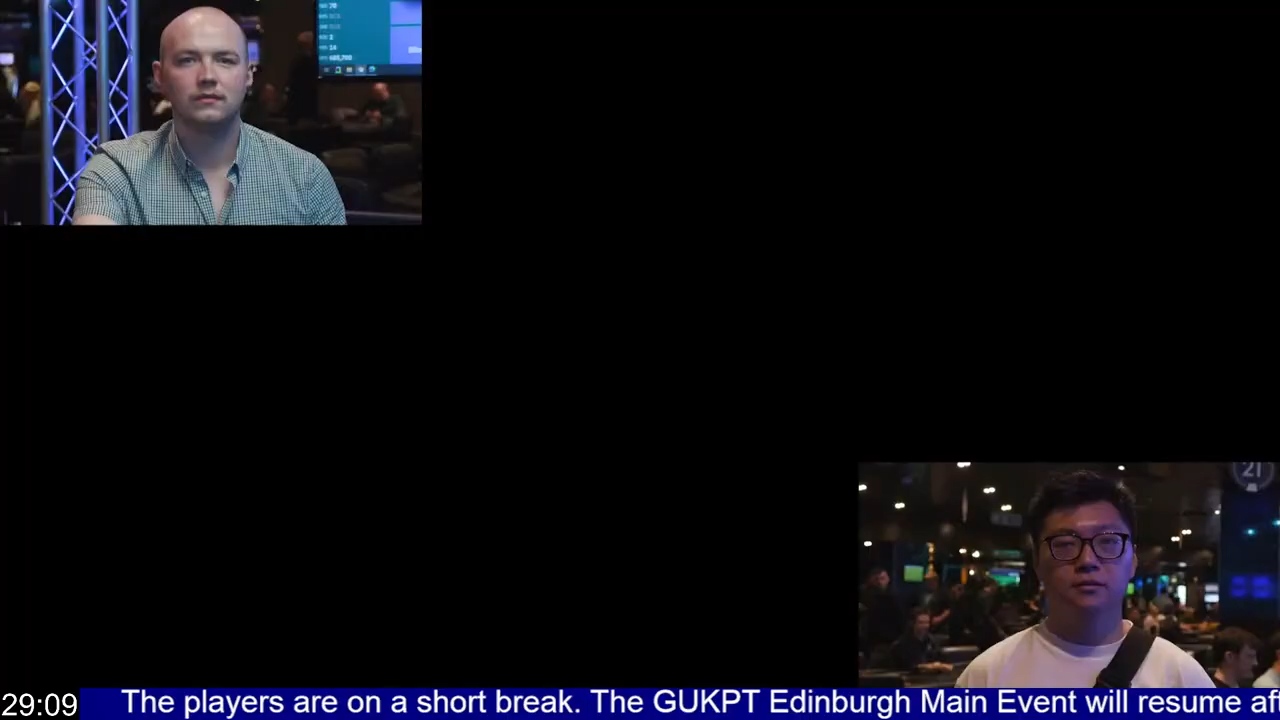 21
29:09 The players are on a short break. The GUKPT Edinburgh Main Event will resume af